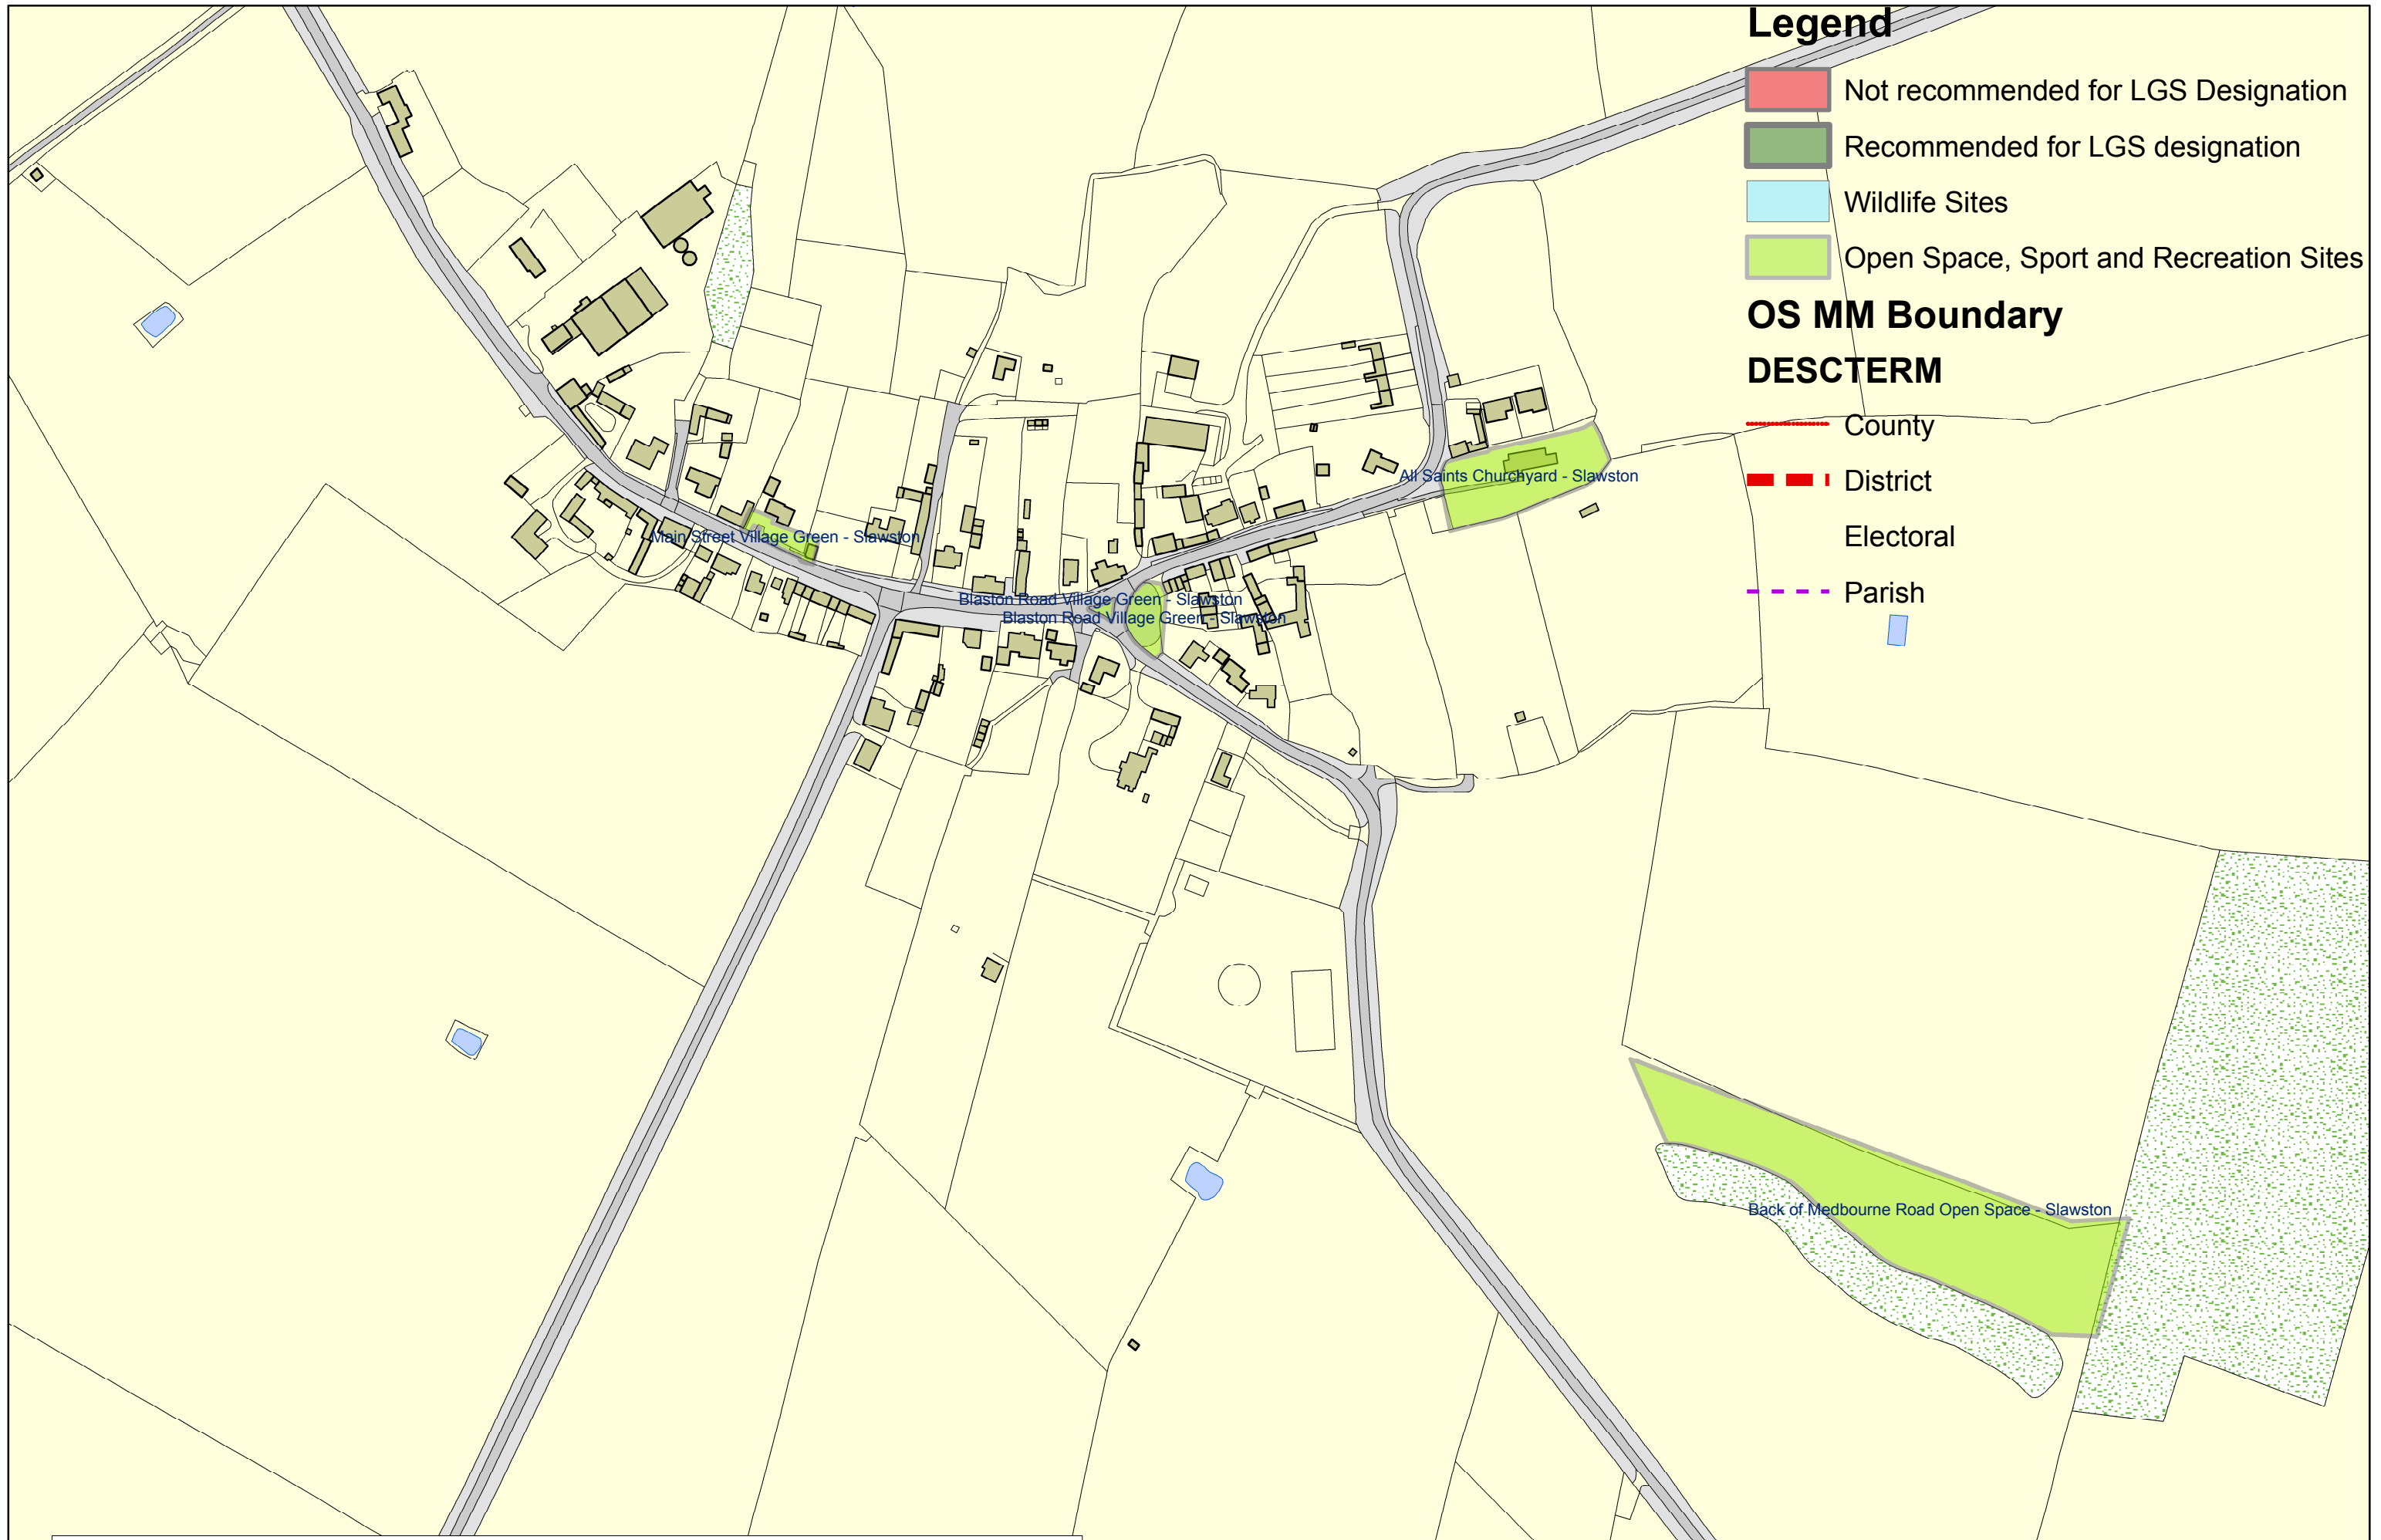 Legend
Not recommended for LGS Designation
Recommended for LGS designation
Wildlife Sites
Open Space, Sport and Recreation Sites
OS MM Boundary
DESCTERM
County
District
Electoral
Parish
All Saints Churchyard - Slawston
Main Street Village Green - Slawston
Blaston Road Village Green - Slawston
Blaston Road Village Green - Slawston
Back of Medbourne Road Open Space - Slawston